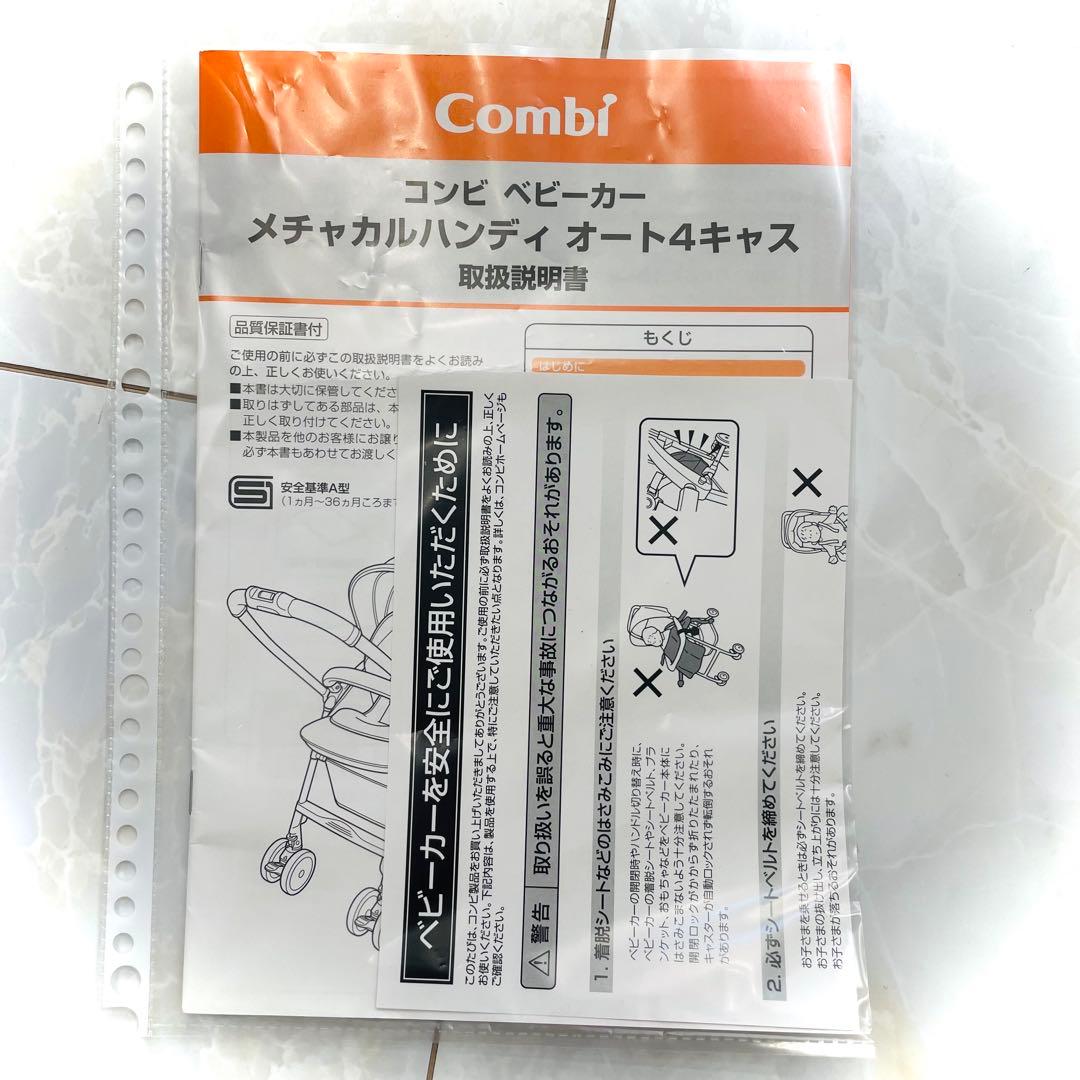 Combi
コンビ ベビーカー
メチャカルハンディ オート4キャス
取扱説明書
品質保証書付
ご使用の前に必ずこの取扱説明書をよくお読み
の上、正しくお使いください。
■本書は大切に保管してくださ
■取りはずしてある部品は、本
正しく取り付けてください。
■本製品を他のお客様にお譲り
必ず本書もあわせてお渡しく
安全基準A型
(1ヵ月〜36ヵ月ころまで
もくじ
はじめに
ベビーカーを安全にご使用いただくために
このたびは、コンビ製品をお買い上げいただきましてありがとうございます。ご使用の前に必ず取扱説明書をよくお読みの上、正しく
お使いください。下記内容は、製品を使用する上で、特にご注意していただきたい点となります。詳しくは、コンビホームページも
ご確認ください。
警告 取り扱いを誤ると重大な事故につながるおそれがあります。
1. 着脱シートなどのはさみこみにご注意ください
ベビーカーの開閉時やハンドル切り替え時に、
ベビーカーの着脱シートやシートベルト、ブラ
ンケット、おもちゃなどをベビーカー本体に
はさみこまないよう十分注意してください。
開閉ロックがかからず折りたたまれたり、
キャスターが自動ロックされず転倒するおそれ
があります。
2. 必ずシートベルトを締めてください
お子さまを乗せるときは必ずシートベルトを締めてください。
お子さまの抜け出し、立ち上がりには十分注意してください。
お子さまが落ちるおそれがあります。